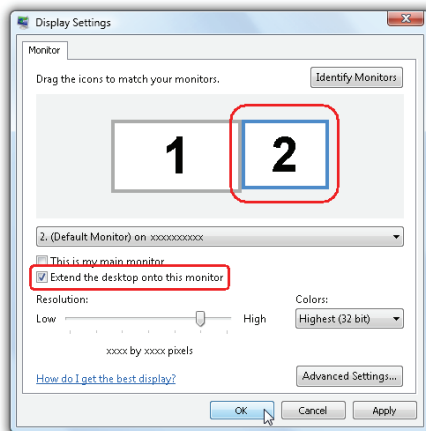 Display Settings
Monitor
Drag the icons to match your monitors.
Identify Monitors
1
2
2. (Default Monitor) on xxxxxxxxxx
This is my main monitor
Extend the desktop onto this monitor
Resolution:
Colors:
Low
High
Highest (32 bit)
xxxx by xxxx pixels
How do I get the best display?
Advanced Settings...
OK
Cancel
Apply